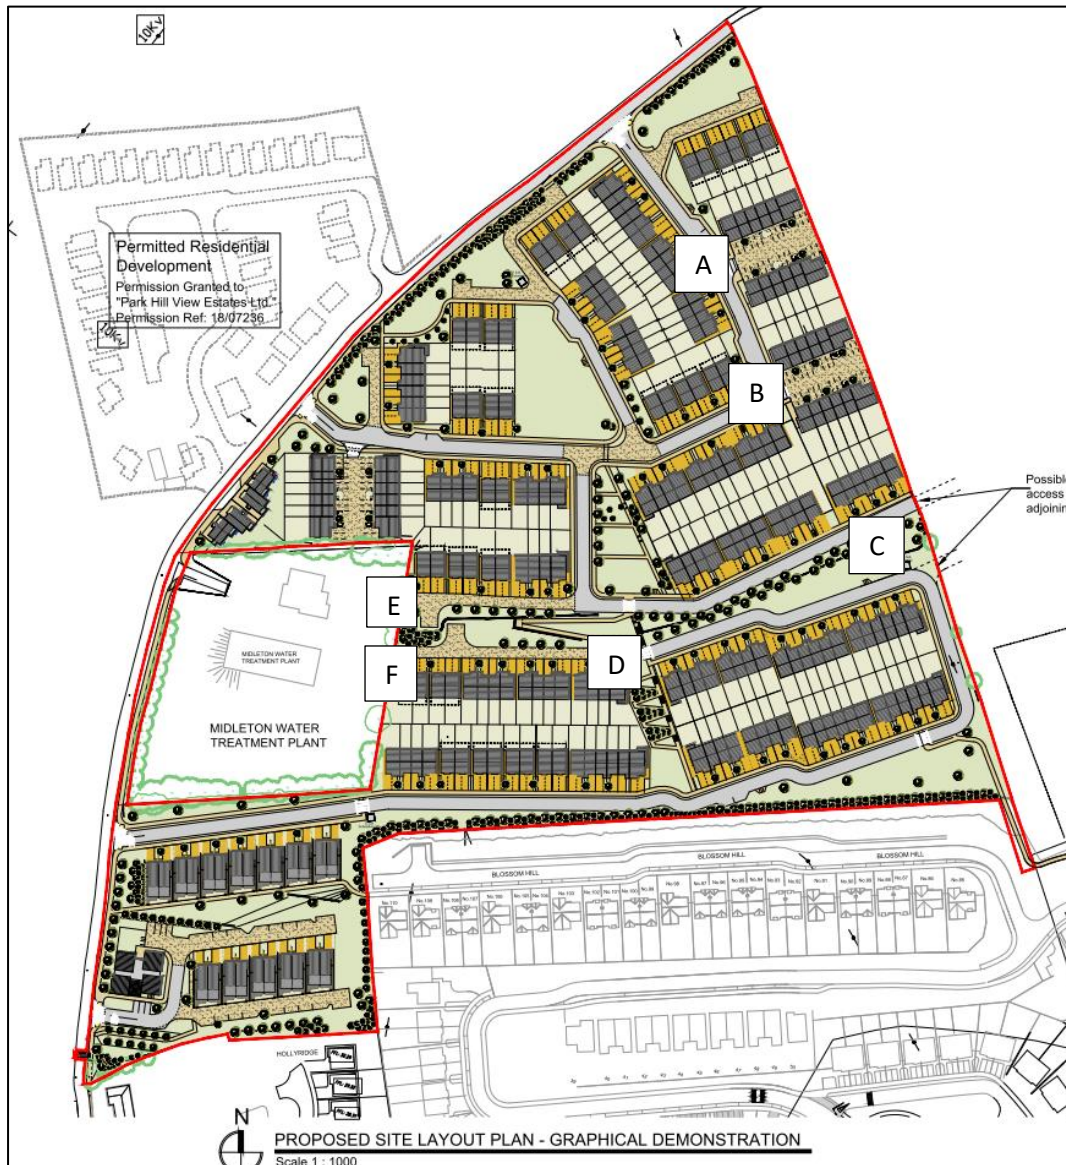 10Kv
Permitted Residential
Development
Permission Granted to
"Park Hill View Estates Ltd."
Permission Ref: 18/07236
10Kv
A
B
Possible
access
adjoining
C
E
D
F
MIDLETON WATER
TREATMENT PLANT
MIDLETON WATER
TREATMENT PLANT
BLOSSOM HILL
BLOSSOM HILL
BLOSSOM HILL
HOLLYRIDGE
N
PROPOSED SITE LAYOUT PLAN - GRAPHICAL DEMONSTRATION
Scale 1 : 1000